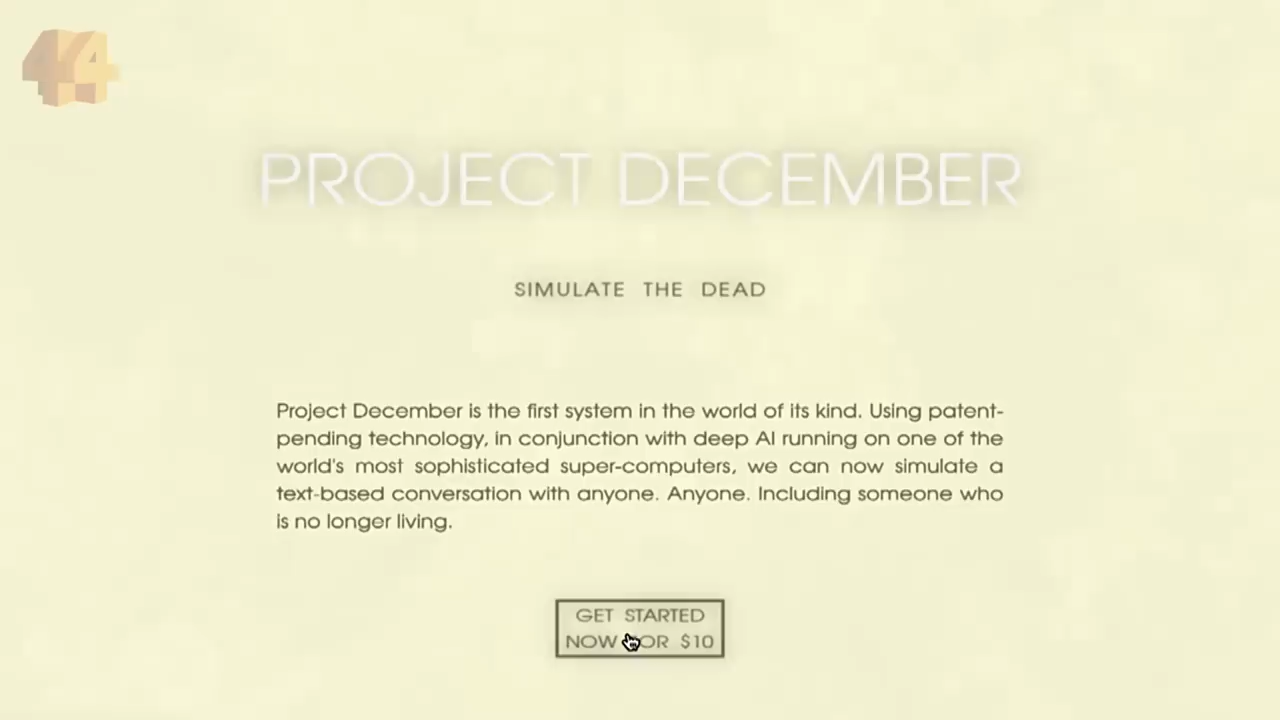 44
PROJECT DECEMBER
SIMULATE THE DEAD
Project December is the first system in the world of its kind. Using patent-
pending technology, in conjunction with deep AI running on one of the
world's most sophisticated super-computers, we can now simulate a
text-based conversation with anyone. Anyone. Including someone who
is no longer living.
GET STARTED
NOW FOR $10